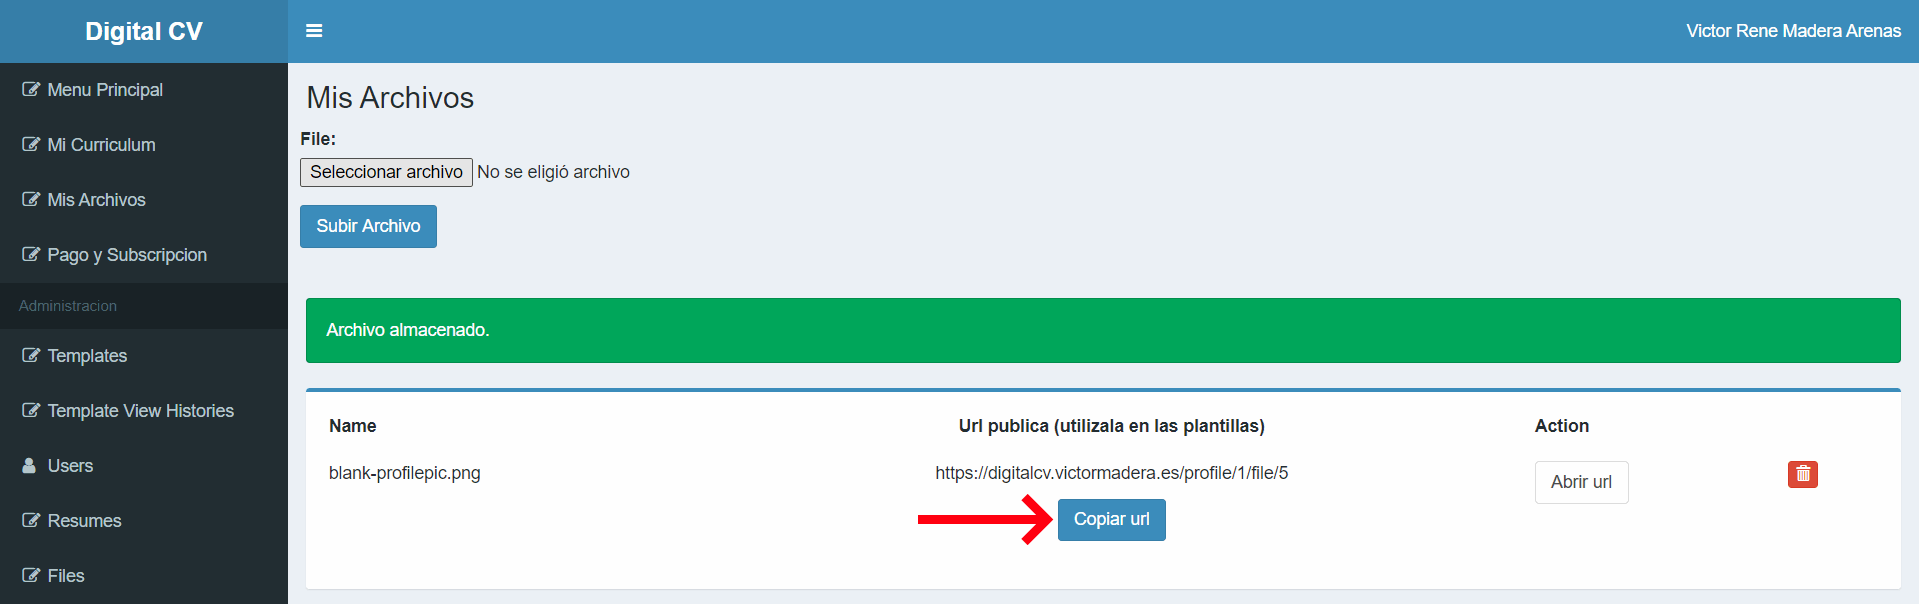 Digital CV
Victor Rene Madera Arenas
Menu Principal
Mi Curriculum
Mis Archivos
Pago y Subscripcion
Administracion
Templates
Template View Histories
Users
Resumes
Files
Mis Archivos
File:
Seleccionar archivo No se eligió archivo
Subir Archivo
Archivo almacenado.
Name Url publica (utilizala en las plantillas) Action
blank-profilepic.png https://digitalcv.victormadera.es/profile/1/file/5 Abrir url
Copiar url